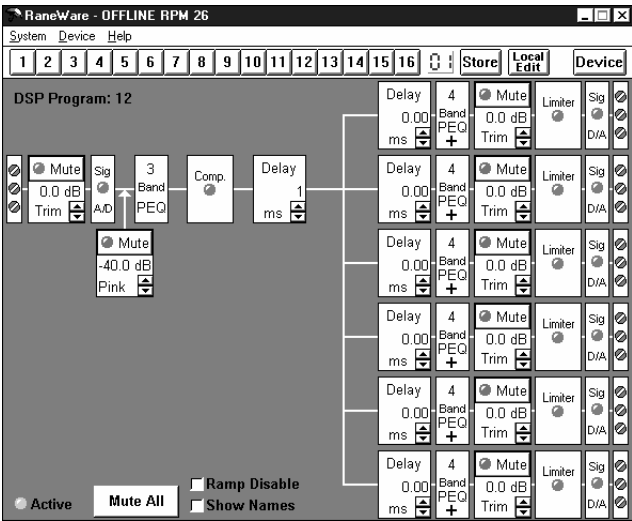 RaneWare - OFFLINE RPM 26
System Device Help
1 2 3 4 5 6 7 8 9 10 11 12 13 14 15 16 01 Store Local Edit Device
DSP Program: 12
Mute
0.0 dB
Trim
Sig
A/D
Mute
-40.0 dB
Pink
3
Band
PEQ
Comp.
Delay
1
ms
Delay
0.00
ms
4
Band
PEQ
+
Mute
0.0 dB
Trim
Limiter
Sig
D/A
Delay
0.00
ms
4
Band
PEQ
+
Mute
0.0 dB
Trim
Limiter
Sig
D/A
Delay
0.00
ms
4
Band
PEQ
+
Mute
0.0 dB
Trim
Limiter
Sig
D/A
Delay
0.00
ms
4
Band
PEQ
+
Mute
0.0 dB
Trim
Limiter
Sig
D/A
Delay
0.00
ms
4
Band
PEQ
+
Mute
0.0 dB
Trim
Limiter
Sig
D/A
Delay
0.00
ms
4
Band
PEQ
+
Mute
0.0 dB
Trim
Limiter
Sig
D/A
Active
Mute All
Ramp Disable
Show Names